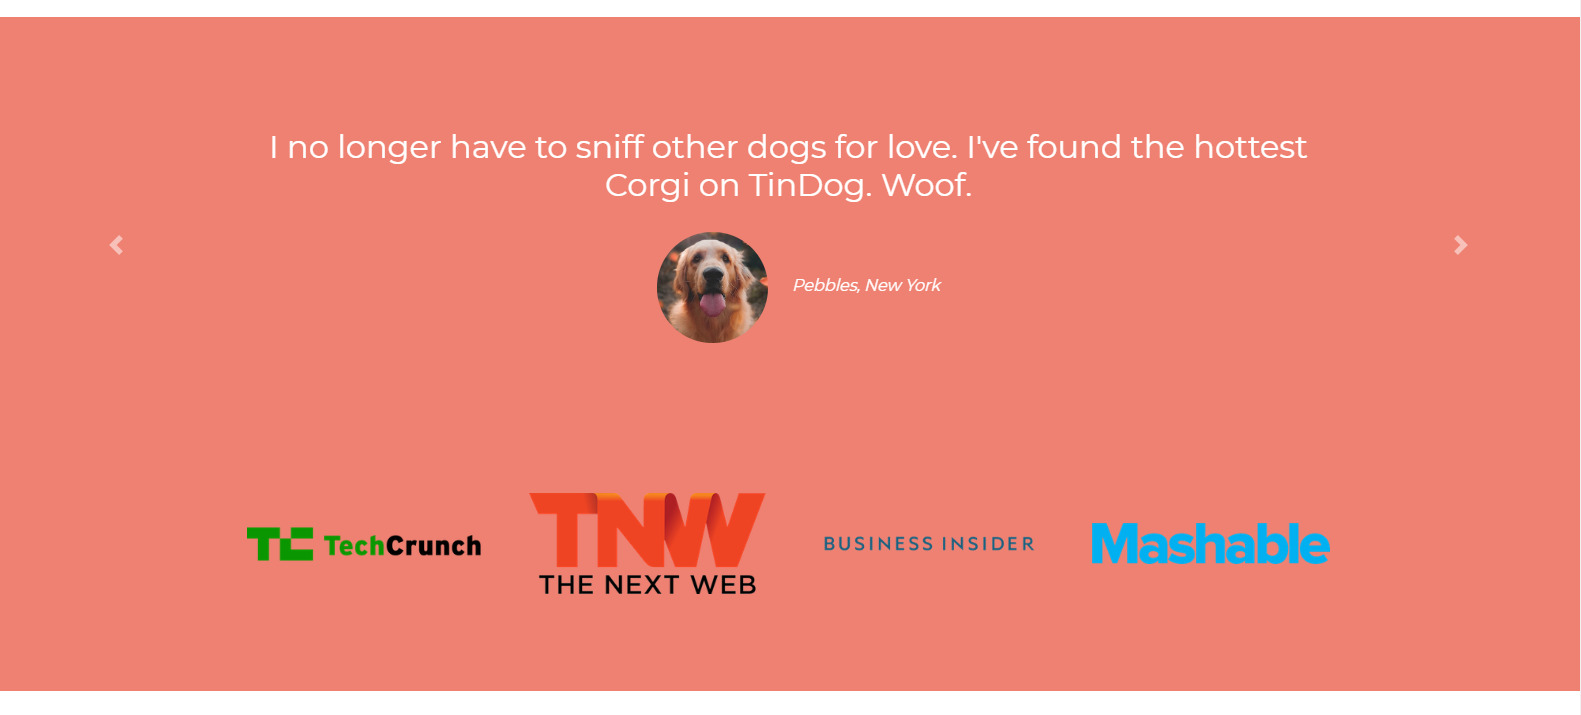 I no longer have to sniff other dogs for love. I've found the hottest
Corgi on TinDog. Woof.
Pebbles, New York
TC TechCrunch
TNW
THE NEXT WEB
BUSINESS INSIDER
Mashable